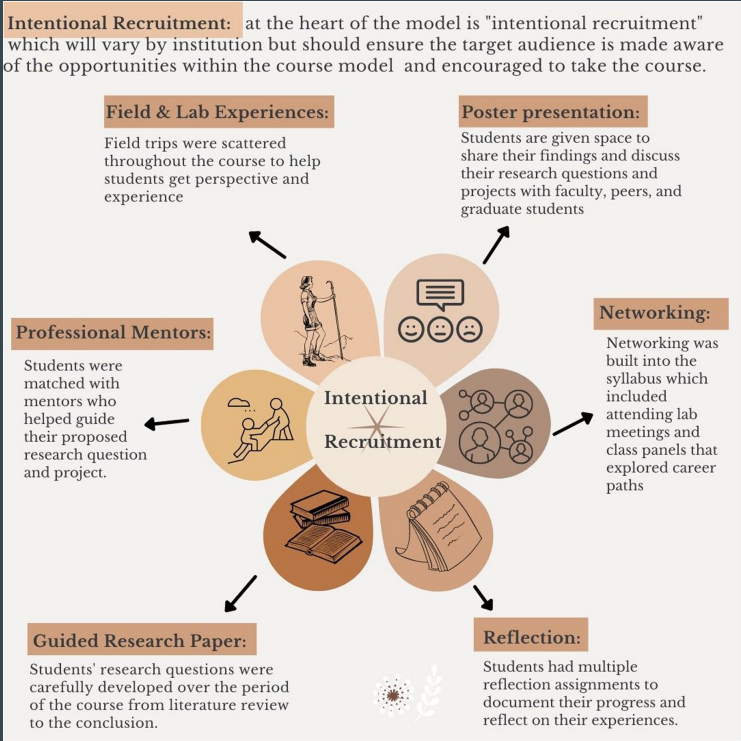 Intentional Recruitment: at the heart of the model is "intentional recruitment"
which will vary by institution but should ensure the target audience is made aware
of the opportunities within the course model and encouraged to take the course.
Field & Lab Experiences:
Field trips were scattered
throughout the course to help
students get perspective and
experience
Poster presentation:
Students are given space to
share their findings and discuss
their research questions and
projects with faculty, peers, and
graduate students
Professional Mentors:
Students were
matched with
mentors who
helped guide
their proposed
research question
and project.
Intentional
Recruitment
Networking:
Networking was
built into the
syllabus which
included
attending lab
meetings and
class panels that
explored career
paths
Guided Research Paper:
Students' research questions were
carefully developed over the period
of the course from literature review
to the conclusion.
Reflection:
Students had multiple
reflection assignments to
document their progress and
reflect on their experiences.